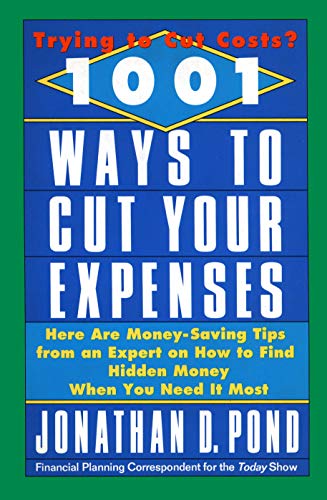 Trying to Cut Costs?
1001
WAYS TO
CUT YOUR
EXPENSES
Here Are Money-Saving Tips
from an Expert on How to Find
Hidden Money
When You Need It Most
JONATHAN D. POND
Financial Planning Correspondent for the Today Show